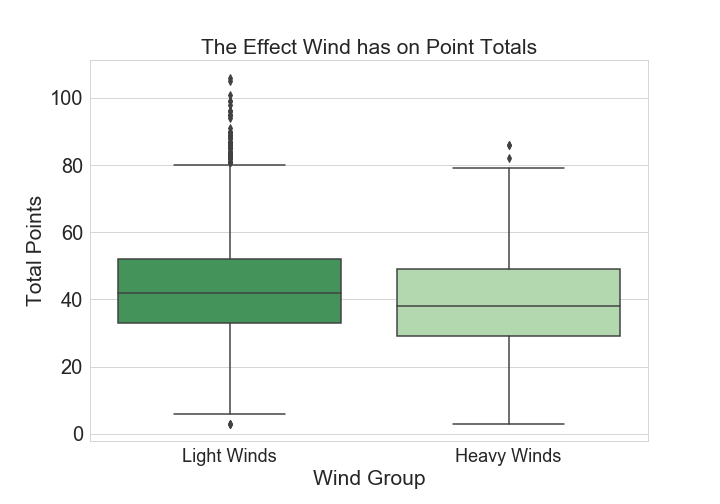 The Effect Wind has on Point Totals
Total Points
100
80
60
40
20
0
Light Winds
Heavy Winds
Wind Group